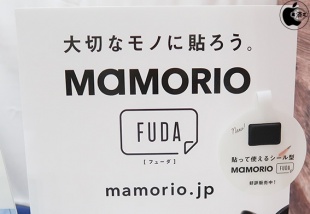 大切なモノに貼ろう。
MAMORIO
FUDA
[フューダ]
mamorio.jp
New!
貼って使えるシール型
MAMORIO FUDA
好評販売中!